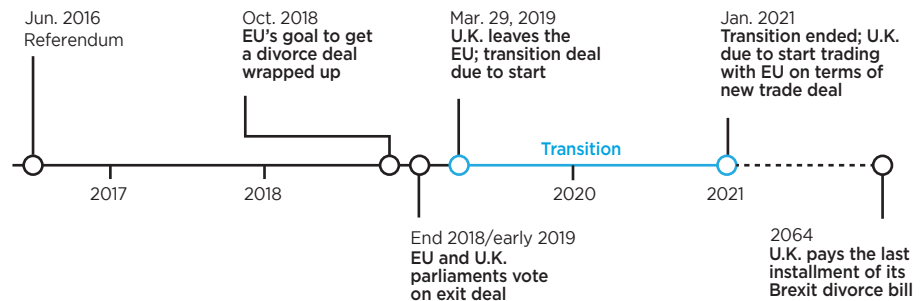 Jun. 2016
Referendum
Oct. 2018
EU's goal to get
a divorce deal
wrapped up
Mar. 29, 2019
U.K. leaves the
EU; transition deal
due to start
Jan. 2021
Transition ended; U.K.
due to start trading
with EU on terms of
new trade deal
Transition
2017
2018
2020
2021
End 2018/early 2019
EU and U.K.
parliaments vote
on exit deal
2064
U.K. pays the last
installment of its
Brexit divorce bill